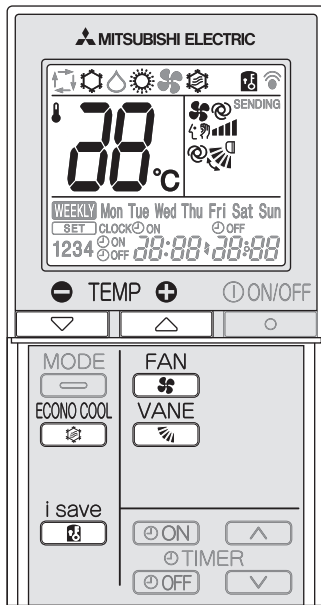 MITSUBISHI ELECTRIC
SENDING
88°C
WEEKLY Mon Tue Wed Thu Fri Sat Sun
SET CLOCK ON OFF
1234 ON OFF 88:88 88:88
TEMP ON/OFF
MODE FAN
ECONO COOL VANE
i save
ON
TIMER
OFF